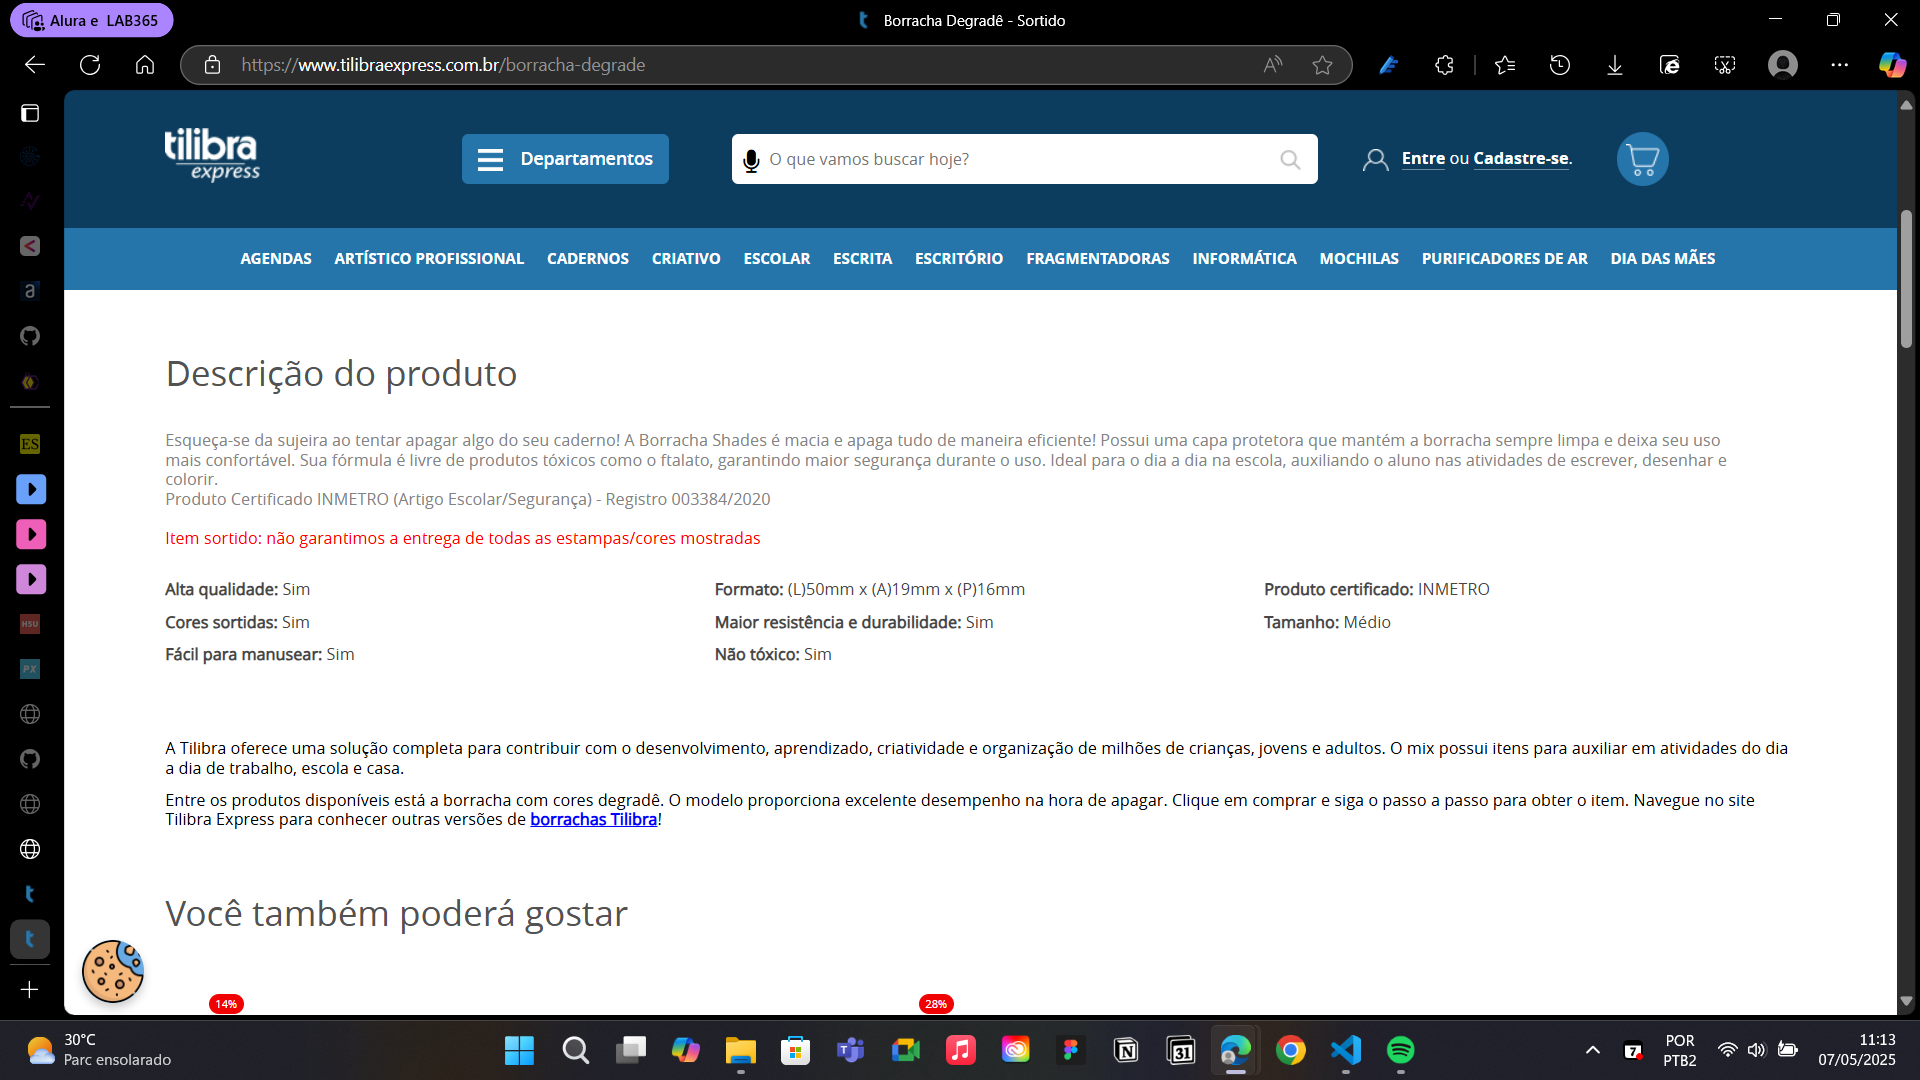 Alura e LAB365
Borracha Degradê - Sortido
https://www.tilibraexpress.com.br/borracha-degrade
tilibra
express
Departamentos
O que vamos buscar hoje?
Entre ou Cadastre-se.
AGENDAS ARTÍSTICO PROFISSIONAL CADERNOS CRIATIVO ESCOLAR ESCRITA ESCRITÓRIO FRAGMENTADORAS INFORMÁTICA MOCHILAS PURIFICADORES DE AR DIA DAS MÃES
Descrição do produto
Esqueça-se da sujeira ao tentar apagar algo do seu caderno! A Borracha Shades é macia e apaga tudo de maneira eficiente! Possui uma capa protetora que mantém a borracha sempre limpa e deixa seu uso
mais confortável. Sua fórmula é livre de produtos tóxicos como o ftalato, garantindo maior segurança durante o uso. Ideal para o dia a dia na escola, auxiliando o aluno nas atividades de escrever, desenhar e
colorir.
Produto Certificado INMETRO (Artigo Escolar/Segurança) - Registro 003384/2020
Item sortido: não garantimos a entrega de todas as estampas/cores mostradas
Alta qualidade: Sim
Formato: (L)50mm x (A)19mm x (P)16mm
Produto certificado: INMETRO
Cores sortidas: Sim
Maior resistência e durabilidade: Sim
Tamanho: Médio
Fácil para manusear: Sim
Não tóxico: Sim
A Tilibra oferece uma solução completa para contribuir com o desenvolvimento, aprendizado, criatividade e organização de milhões de crianças, jovens e adultos. O mix possui itens para auxiliar em atividades do dia
a dia de trabalho, escola e casa.
Entre os produtos disponíveis está a borracha com cores degradê. O modelo proporciona excelente desempenho na hora de apagar. Clique em comprar e siga o passo a passo para obter o item. Navegue no site
Tilibra Express para conhecer outras versões de borrachas Tilibra!
Você também poderá gostar
14%
28%
ES
HSU
PX
30°C
Parc ensolarado
31
7
POR
PTB2
11:13
07/05/2025